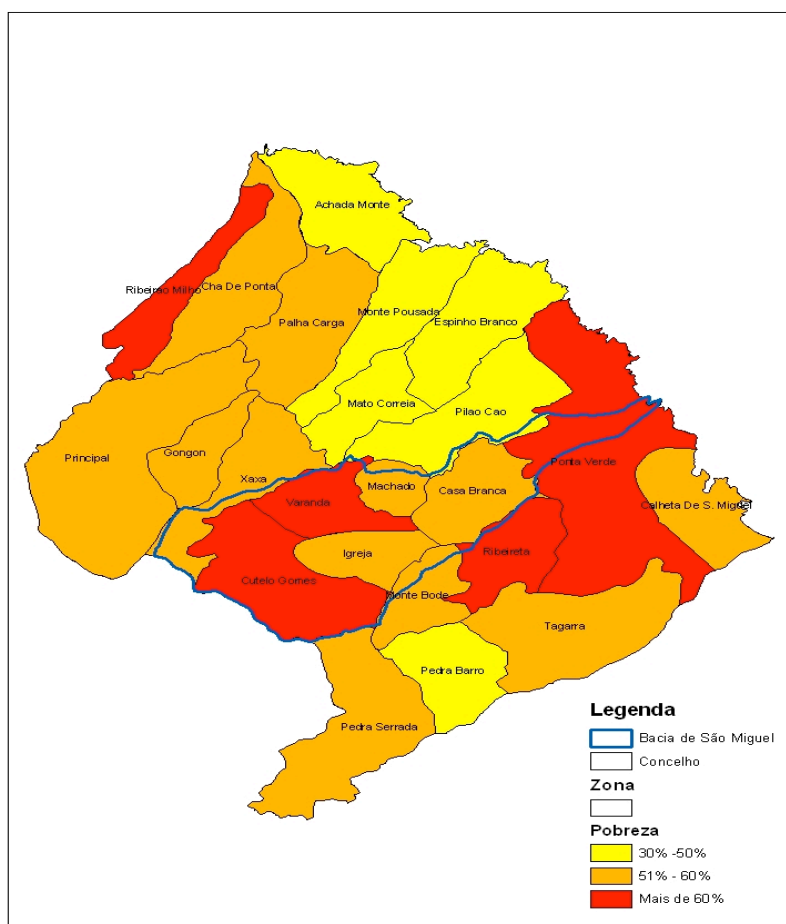 Achada Monte
Ribeirao Milho
Cha De Ponta
Monte Pousada
Palha Carga
Espinho Branco
Mato Correia
Pilao Cao
Principal
Gongon
Xaxa
Ponta Verde
Machado
Casa Branca
Varanda
Calheta De S. Miguel
Igreja
Ribeireta
Cutelo Gomes
Monte Bode
Tagarra
Pedra Barro
Pedra Serrada
Legenda
Bacia de São Miguel
Concelho
Zona
Pobreza
30% -50%
51% - 60%
Mais de 60%